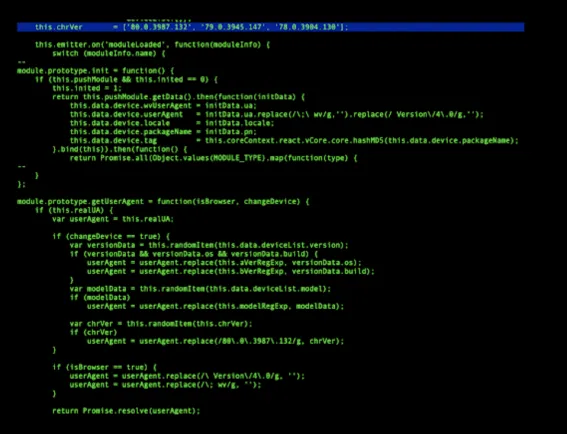 this.chrVer = ['80.0.3987.132', '79.0.3945.147', '78.0.3904.130'];
this.emitter.on('moduleLoaded', function(moduleInfo) {
switch (moduleInfo.name) {
--
module.prototype.init = function() {
if (this.pushModule && this.inited == 0) {
this.inited = 1;
return this.pushModule.getData().then(function(initData) {
this.data.device.wvUserAgent = initData.ua;
this.data.device.userAgent = initData.ua.replace(/\;\ wv/g,'').replace(/ Version\/4\.0/g,'');
this.data.device.locale = initData.locale;
this.data.device.packageName = initData.pn;
this.data.device.tag = this.coreContext.react.vCore.core.hashMD5(this.data.device.packageName);
}.bind(this)).then(function() {
return Promise.all(Object.values(MODULE_TYPE).map(function(type) {
--
}
};
module.prototype.getUserAgent = function(isBrowser, changeDevice) {
if (this.realUA) {
var userAgent = this.realUA;
if (changeDevice == true) {
var versionData = this.randomItem(this.data.deviceList.version);
if (versionData && versionData.os && versionData.build) {
userAgent = userAgent.replace(this.aVerRegExp, versionData.os);
userAgent = userAgent.replace(this.bVerRegExp, versionData.build);
}
var modelData = this.randomItem(this.data.deviceList.model);
if (modelData)
userAgent = userAgent.replace(this.modelRegExp, modelData);
var chrVer = this.randomItem(this.chrVer);
if (chrVer)
userAgent = userAgent.replace(/80\.0\.3987\.132/g, chrVer);
}
if (isBrowser == true) {
userAgent = userAgent.replace(/\ Version\/4\.0/g, '');
userAgent = userAgent.replace(/\; wv/g, '');
}
return Promise.resolve(userAgent);